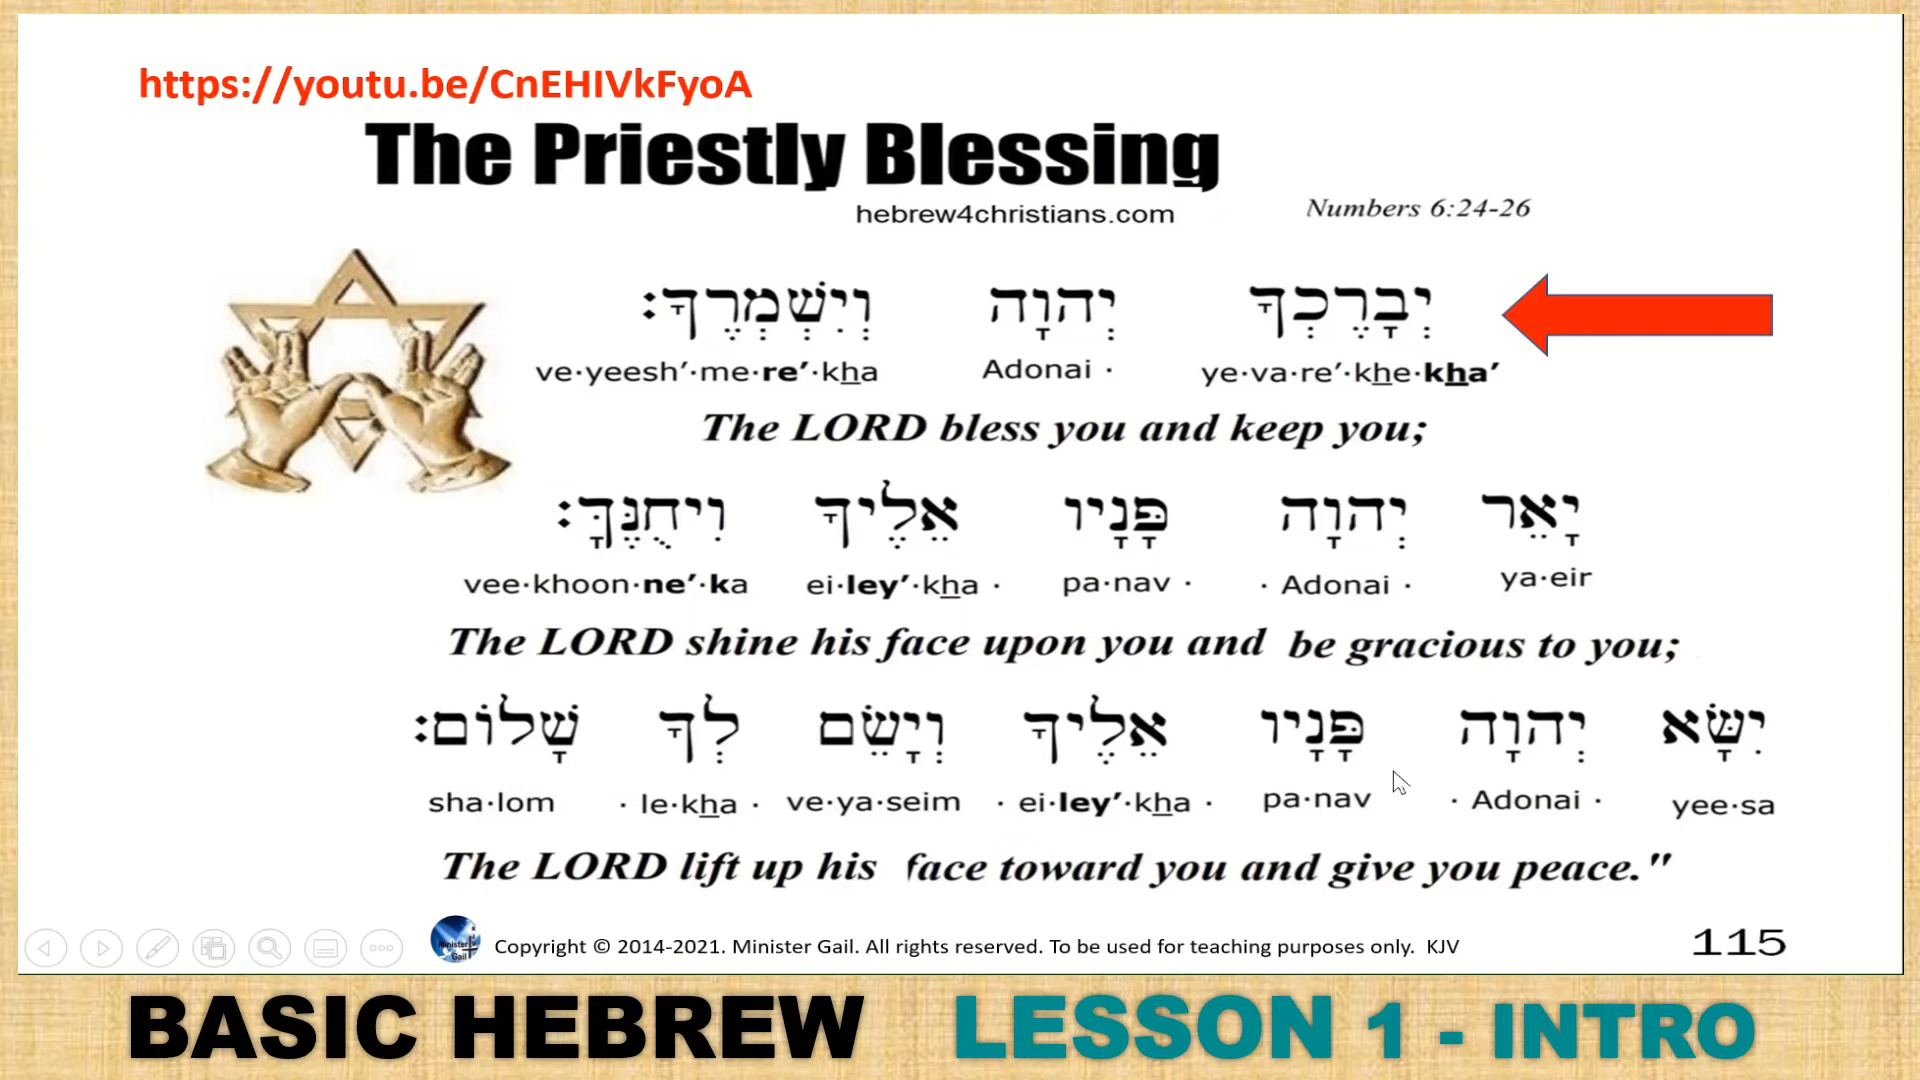 https://youtu.be/CnEHIVkFyoA
The Priestly Blessing
hebrew4christians.com
Numbers 6:24-26
יְבָרֶכְךָ יְהוָה וְיִשְׁמְרֶךָ׃
ye·va·re’·khe·kha’ Adonai · ve·yeesh’·me·re’·kha
The LORD bless you and keep you;
יָאֵר יְהוָה פָּנָיו אֵלֶיךָ וִיחֻנֶּךָּ׃
ya·eir · Adonai · pa·nav · ei·ley’·kha · vee·khoon·ne’·ka
The LORD shine his face upon you and be gracious to you;
יִשָּׂא יְהוָה פָּנָיו אֵלֶיךָ וְיָשֵׂם לְךָ שָׁלוֹם׃
yee·sa · Adonai · pa·nav · ei·ley’·kha · ve·ya·seim · le·kha · sha·lom
The LORD lift up his face toward you and give you peace."
Minister Gail
Copyright © 2014-2021. Minister Gail. All rights reserved. To be used for teaching purposes only. KJV
115
BASIC HEBREW LESSON 1 - INTRO